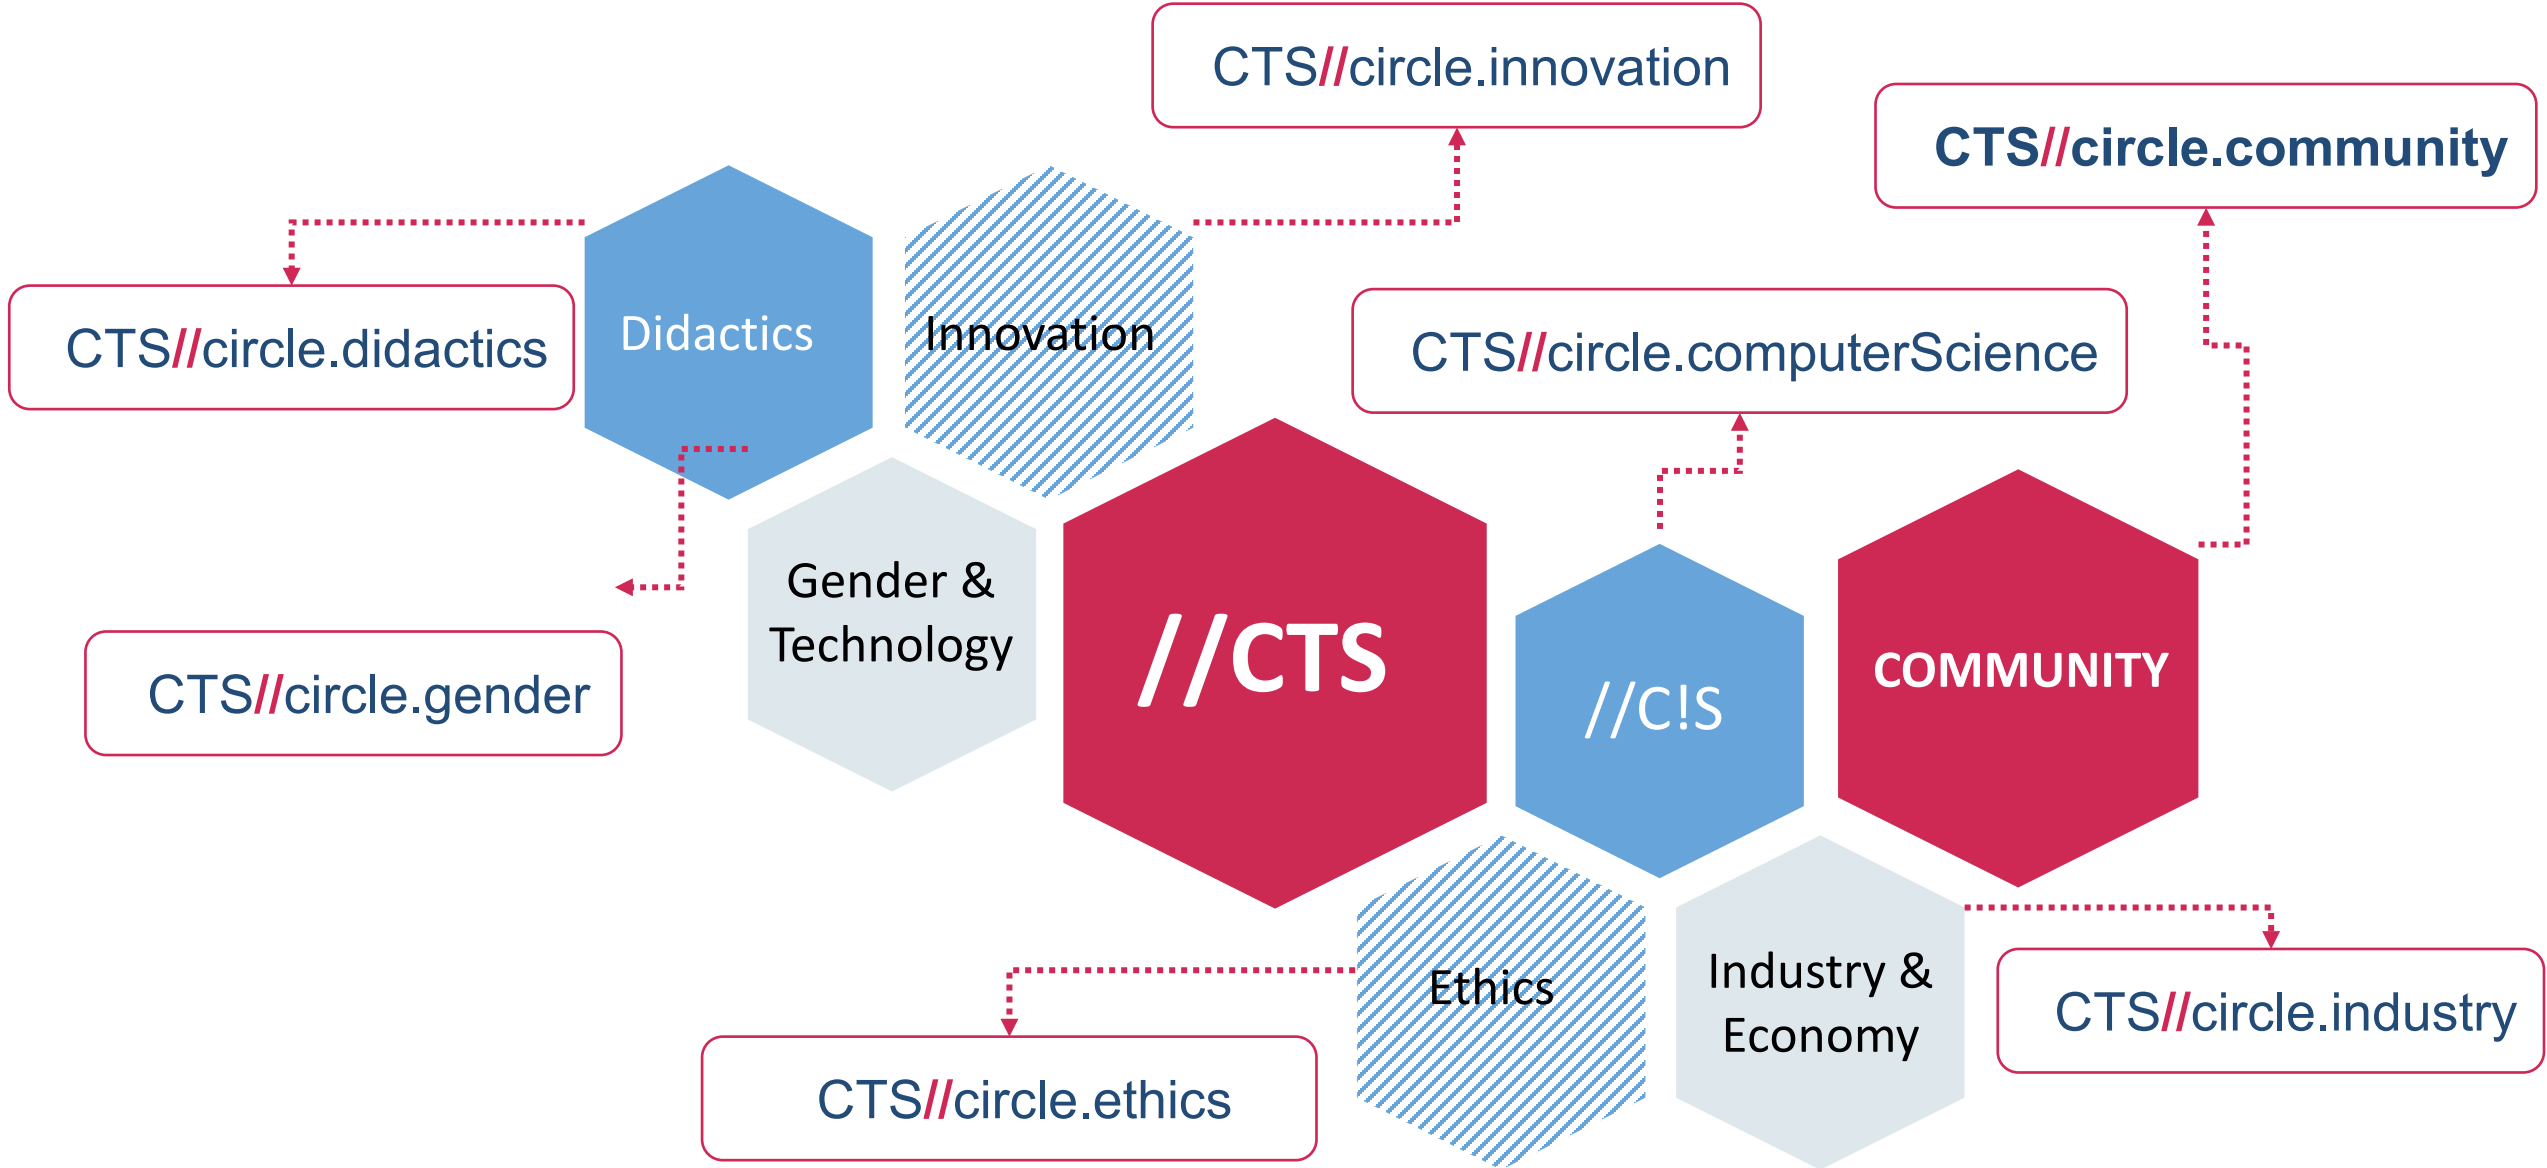 CTS//circle.innovation
CTS//circle.community
Didactics
Innovation
CTS//circle.didactics
CTS//circle.computerScience
Gender &
Technology
//CTS
//C!S
COMMUNITY
CTS//circle.gender
Ethics
Industry &
Economy
CTS//circle.industry
CTS//circle.ethics